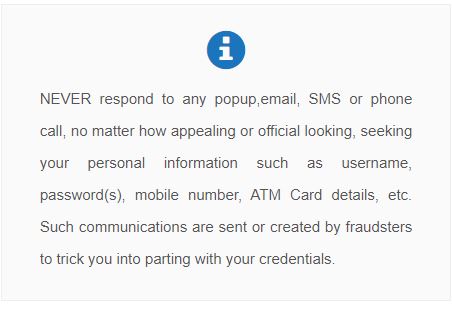 NEVER respond to any popup,email, SMS or phone
call, no matter how appealing or official looking, seeking
your personal information such as username,
password(s), mobile number, ATM Card details, etc.
Such communications are sent or created by fraudsters
to trick you into parting with your credentials.